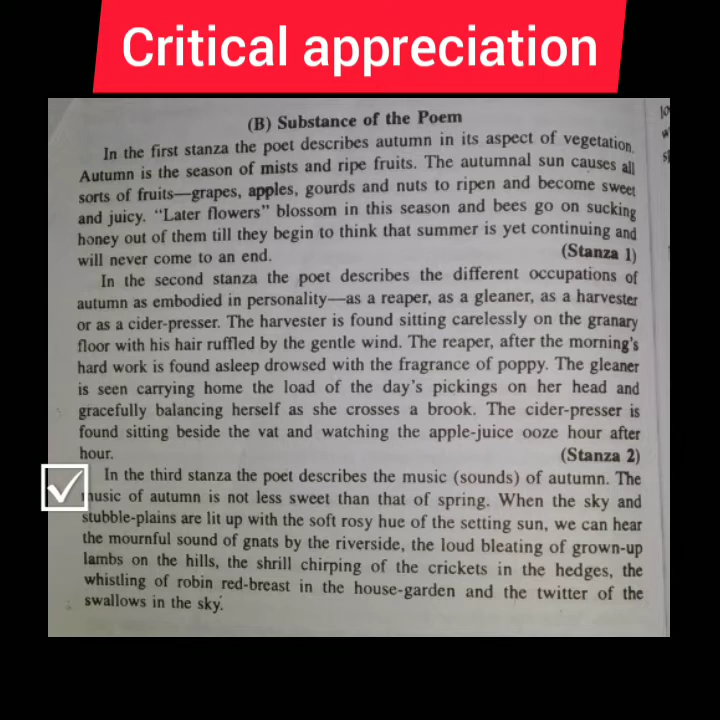 Critical appreciation
(B) Substance of the Poem
In the first stanza the poet describes autumn in its aspect of vegetation.
Autumn is the season of mists and ripe fruits. The autumnal sun causes all
sorts of fruits—grapes, apples, gourds and nuts to ripen and become sweet
and juicy. “Later flowers” blossom in this season and bees go on sucking
honey out of them till they begin to think that summer is yet continuing and
will never come to an end. (Stanza 1)
In the second stanza the poet describes the different occupations of
autumn as embodied in personality—as a reaper, as a gleaner, as a harvester
or as a cider-presser. The harvester is found sitting carelessly on the granary
floor with his hair ruffled by the gentle wind. The reaper, after the morning's
hard work is found asleep drowsed with the fragrance of poppy. The gleaner
is seen carrying home the load of the day's pickings on her head and
gracefully balancing herself as she crosses a brook. The cider-presser is
found sitting beside the vat and watching the apple-juice ooze hour after
hour. (Stanza 2)
In the third stanza the poet describes the music (sounds) of autumn. The
music of autumn is not less sweet than that of spring. When the sky and
stubble-plains are lit up with the soft rosy hue of the setting sun, we can hear
the mournful sound of gnats by the riverside, the loud bleating of grown-up
lambs on the hills, the shrill chirping of the crickets in the hedges, the
whistling of robin red-breast in the house-garden and the twitter of the
swallows in the sky.